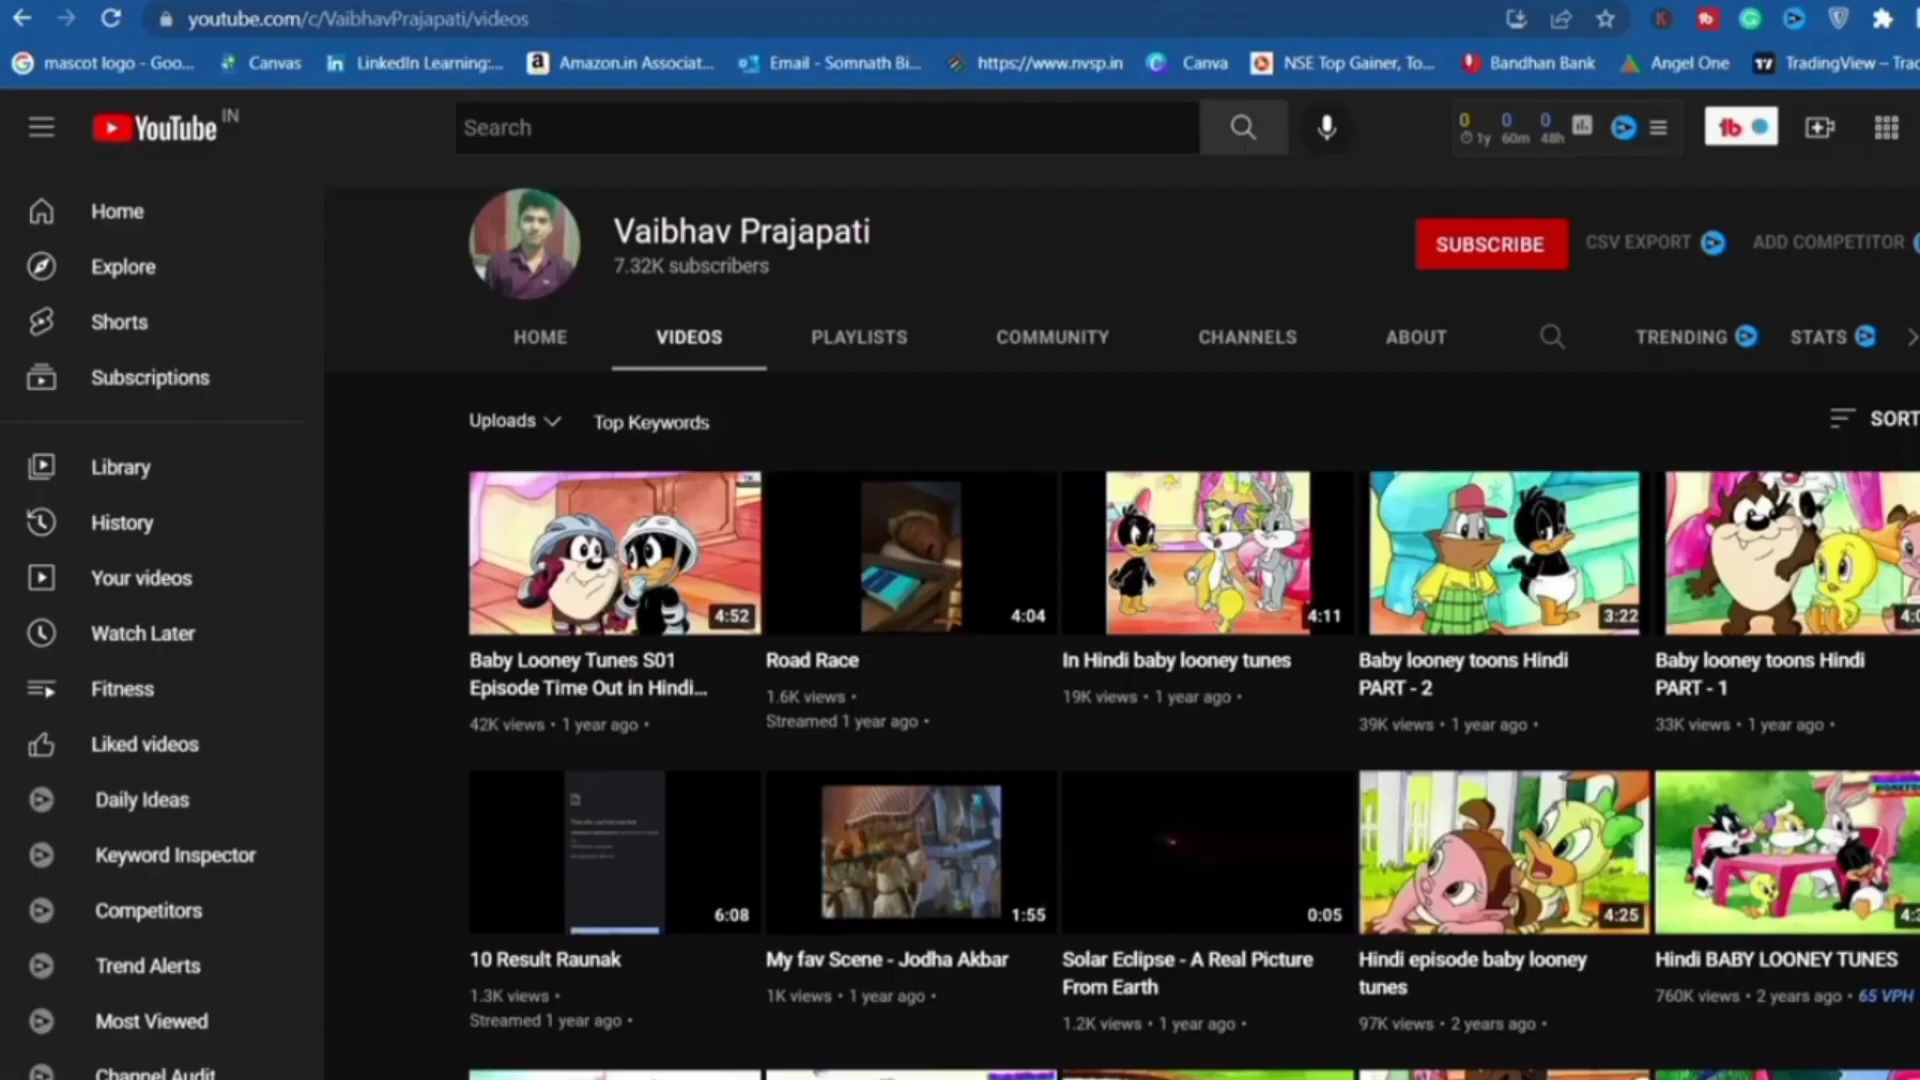 youtube.com/c/VaibhavPrajapati/videos
mascot logo - Goo...
Canvas
LinkedIn Learning:...
Amazon.in Associat...
Email - Somnath Bi...
https://www.nvsp.in
Canva
NSE Top Gainer, To...
Bandhan Bank
Angel One
TradingView – Trac
YouTube IN
Search
0 0 0
1y 60m 48h
Vaibhav Prajapati
7.32K subscribers
SUBSCRIBE
CSV EXPORT
ADD COMPETITOR
HOME
VIDEOS
PLAYLISTS
COMMUNITY
CHANNELS
ABOUT
TRENDING
STATS
Uploads
Top Keywords
SORT
Home
Explore
Shorts
Subscriptions
Library
History
Your videos
Watch Later
Fitness
Liked videos
Daily Ideas
Keyword Inspector
Competitors
Trend Alerts
Most Viewed
Channel Audit
4:52
Baby Looney Tunes S01
Episode Time Out in Hindi...
42K views • 1 year ago •
4:04
Road Race
1.6K views •
Streamed 1 year ago •
4:11
In Hindi baby looney tunes
19K views • 1 year ago •
3:22
Baby looney toons Hindi
PART - 2
39K views • 1 year ago •
Baby looney toons Hindi
PART - 1
33K views • 1 year ago •
6:08
10 Result Raunak
1.3K views •
Streamed 1 year ago •
1:55
My fav Scene - Jodha Akbar
1K views • 1 year ago •
0:05
Solar Eclipse - A Real Picture
From Earth
1.2K views • 1 year ago •
4:25
Hindi episode baby looney
tunes
97K views • 2 years ago •
Hindi BABY LOONEY TUNES
760K views • 2 years ago • 65 VPH